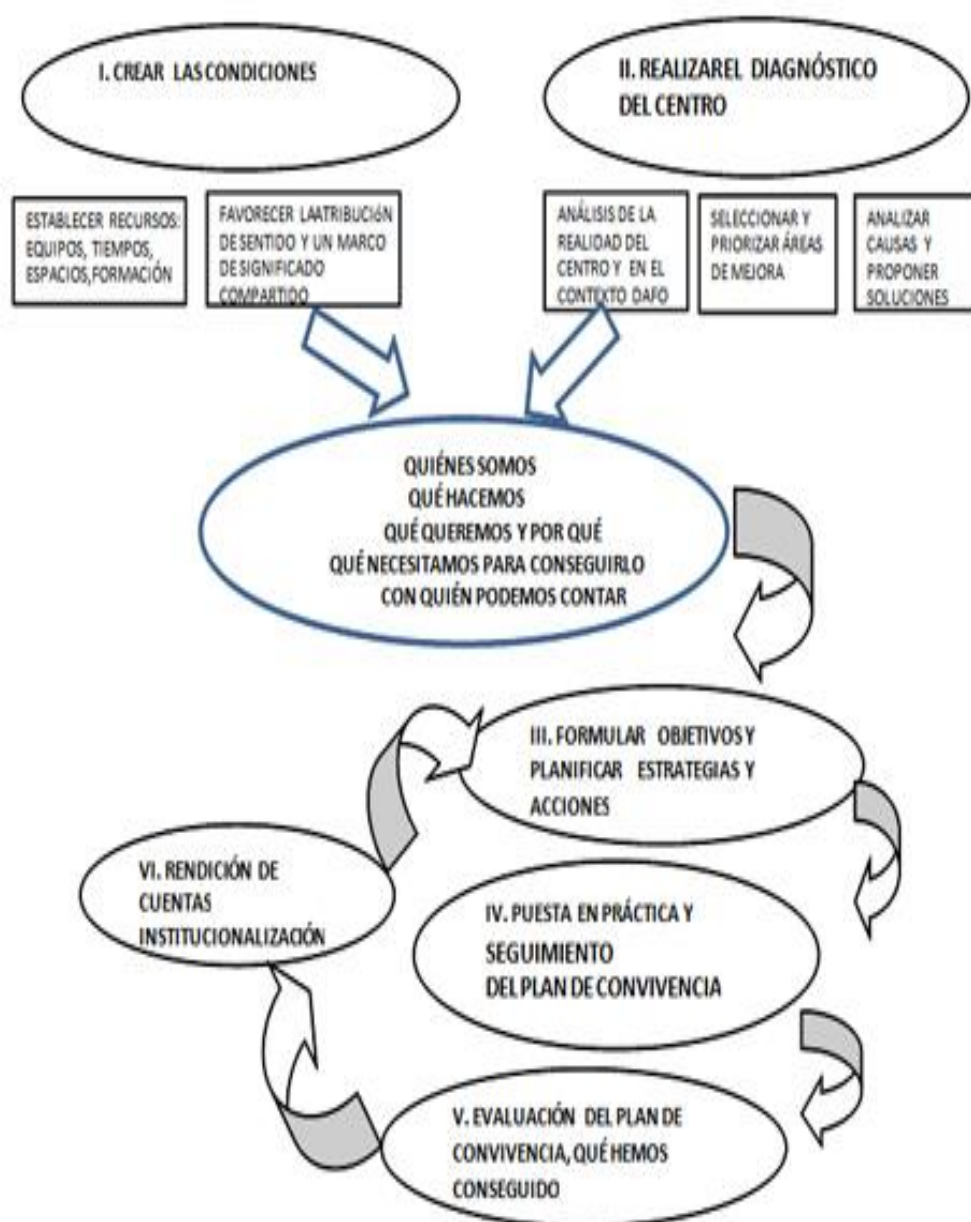 I. CREAR LAS CONDICIONES
II. REALIZAREL DIAGNÓSTICO
DEL CENTRO
ESTABLECER RECURSOS:
EQUIPOS, TIEMPOS,
ESPACIOS,FORMACIÓN
FAVORECER LAATRIBUCIÓN
DE SENTIDO Y UN MARCO
DE SIGNIFICADO
COMPARTIDO
ANÁLISIS DE LA
REALIDAD DEL
CENTRO Y EN EL
CONTEXTO DAFO
SELECCIONAR Y
PRIORIZAR ÁREAS
DE MEJORA
ANALIZAR
CAUSAS Y
PROPONER
SOLUCIONES
QUIÉNES SOMOS
QUÉ HACEMOS
QUÉ QUEREMOS Y POR QUÉ
QUÉ NECESITAMOS PARA CONSEGUIRLO
CON QUIÉN PODEMOS CONTAR
III. FORMULAR OBJETIVOS Y
PLANIFICAR ESTRATEGIAS Y
ACCIONES
VI. RENDICIÓN DE
CUENTAS
INSTITUCIONALIZACIÓN
IV. PUESTA EN PRÁCTICA Y
SEGUIMIENTO
DEL PLAN DE CONVIVENCIA
V. EVALUACIÓN DEL PLAN DE
CONVIVENCIA, QUÉ HEMOS
CONSEGUIDO